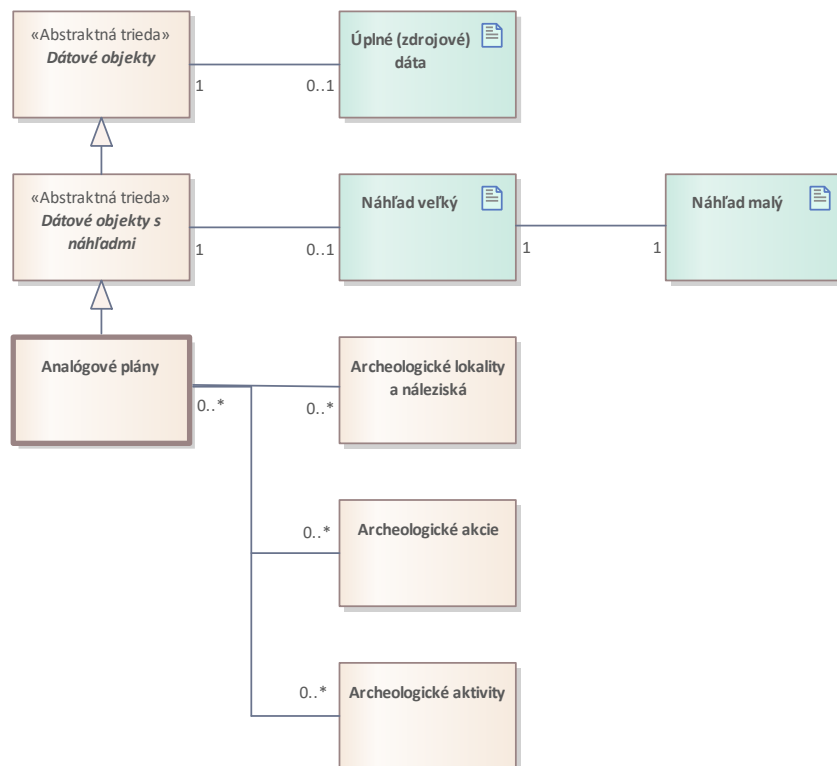 «Abstraktná trieda»
Dátové objekty
Úplné (zdrojové)
dáta
1
0..1
«Abstraktná trieda»
Dátové objekty s
náhľadmi
Náhľad veľký
Náhľad malý
1
0..1
1
1
Analógové plány
Archeologické lokality
a náleziská
0..*
0..*
Archeologické akcie
0..*
Archeologické aktivity
0..*